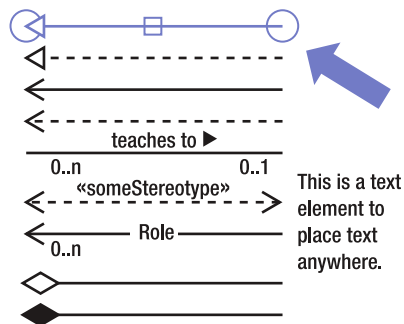 teaches to ▶
0..n 0..1
«someStereotype»
Role
0..n
This is a text
element to
place text
anywhere.